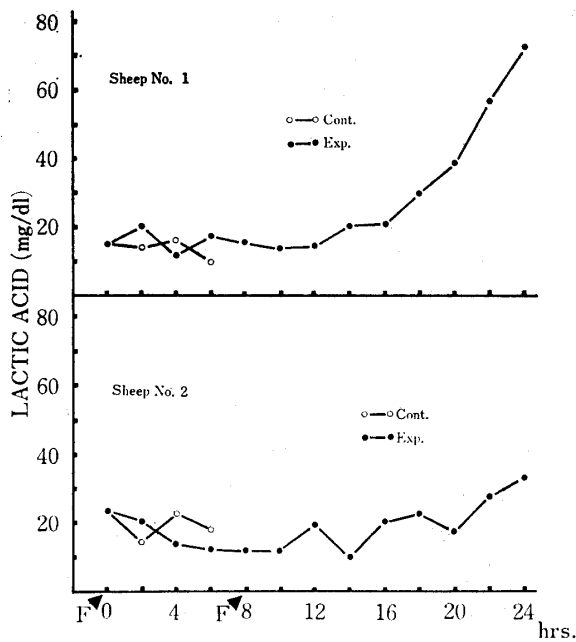 80
Sheep No. 1
60
Cont.
Exp.
40
20
LACTIC ACID (mg/dl)
80
60
Sheep No. 2
Cont.
Exp.
40
20
F 0 4 F 8 12 16 20 24
hrs.